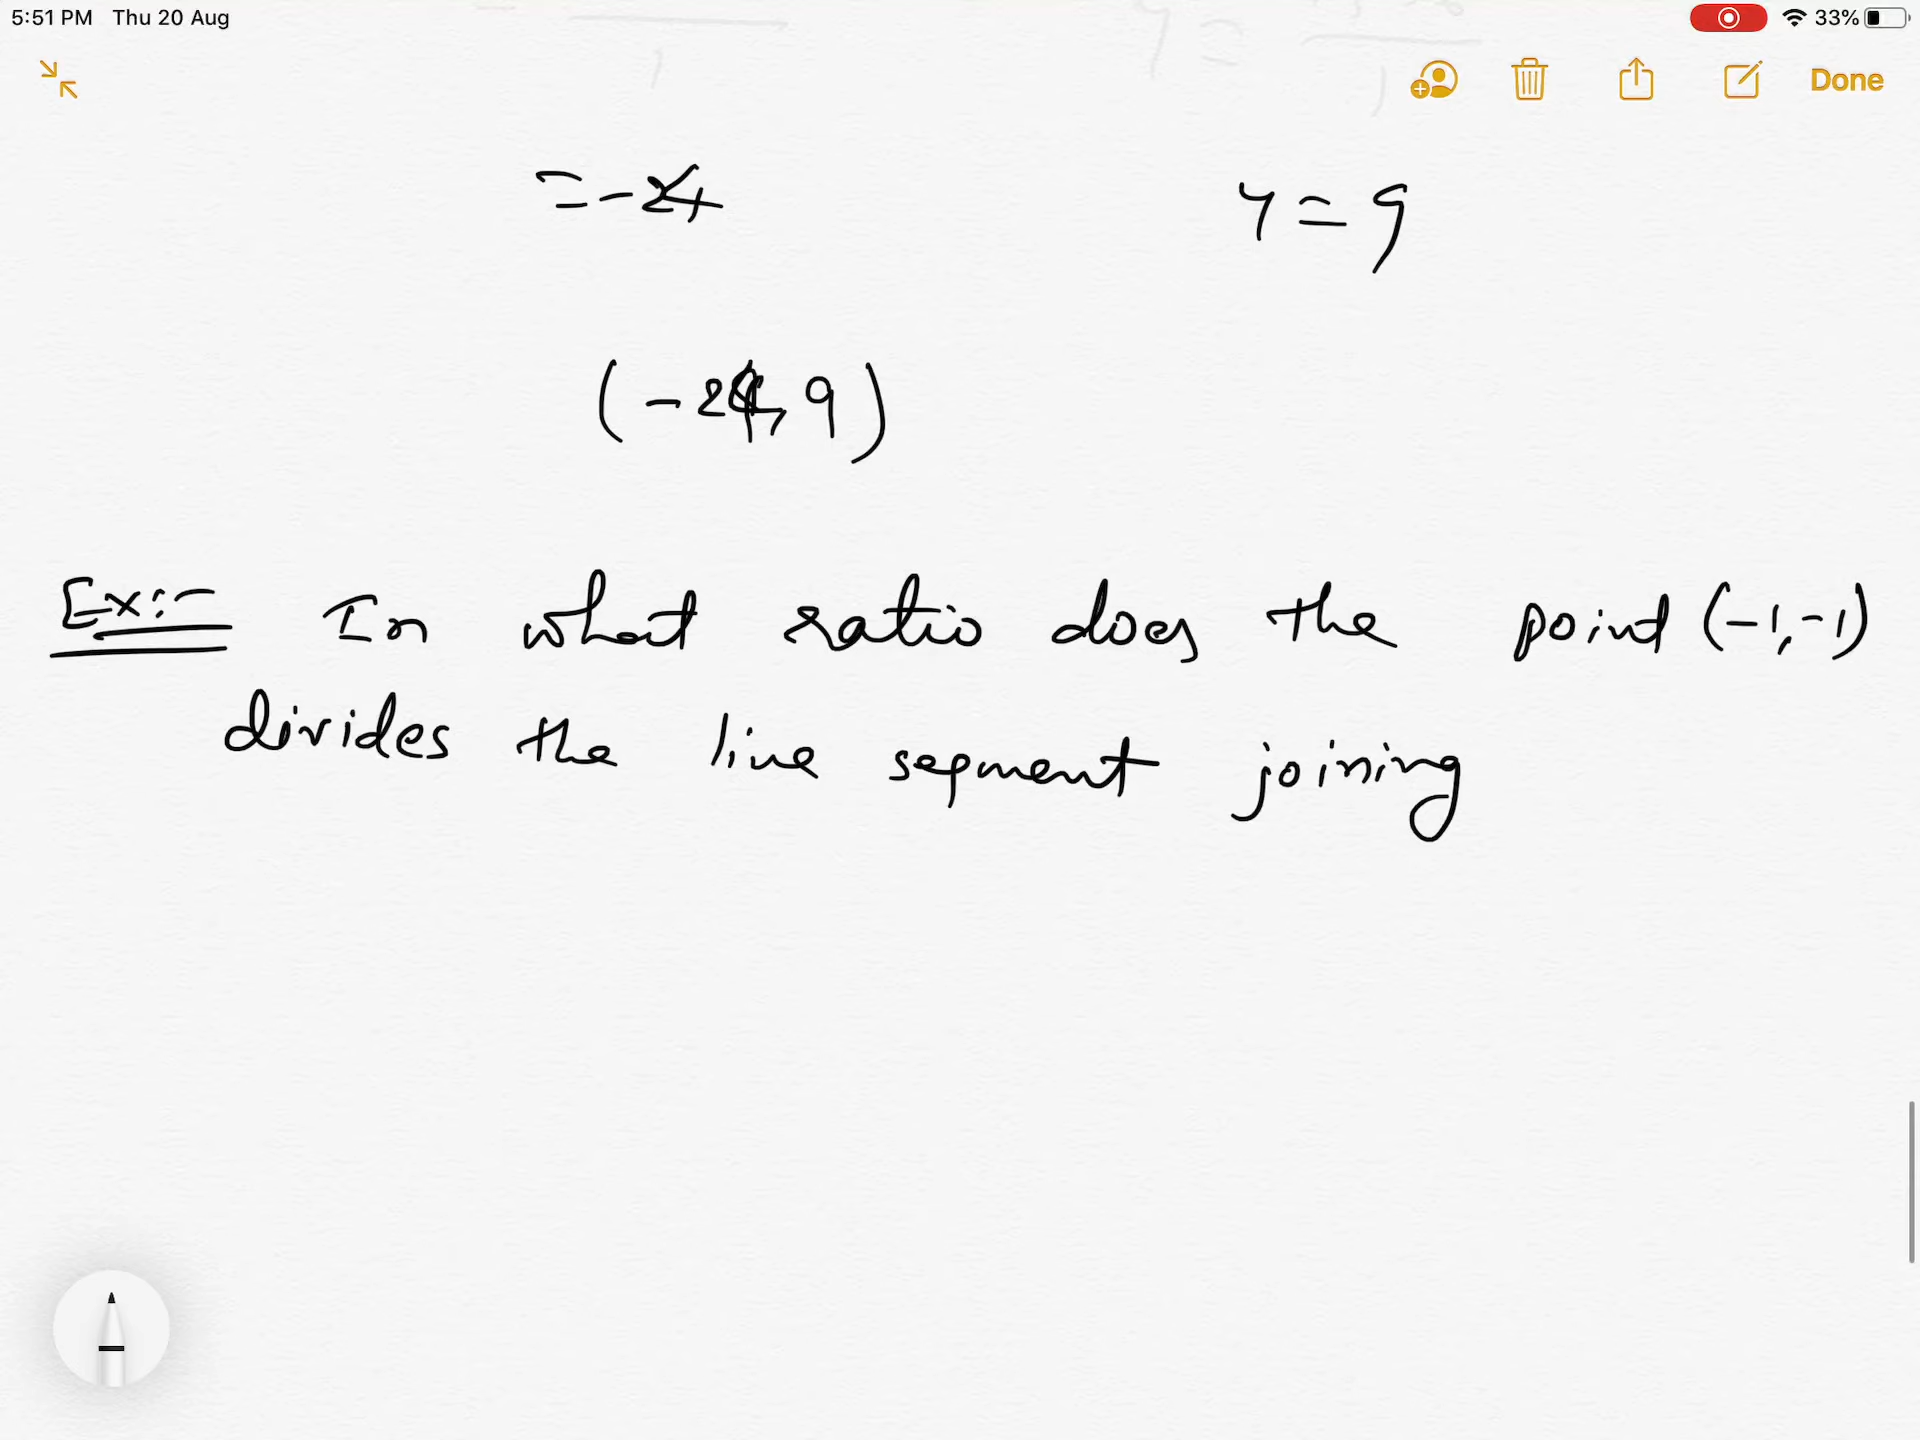 5:51 PM Thu 20 Aug 33%
Done
= -24 y = 9
(-24, 9)
Ex:- In what ratio does the point (-1,-1)
divides the line segment joining